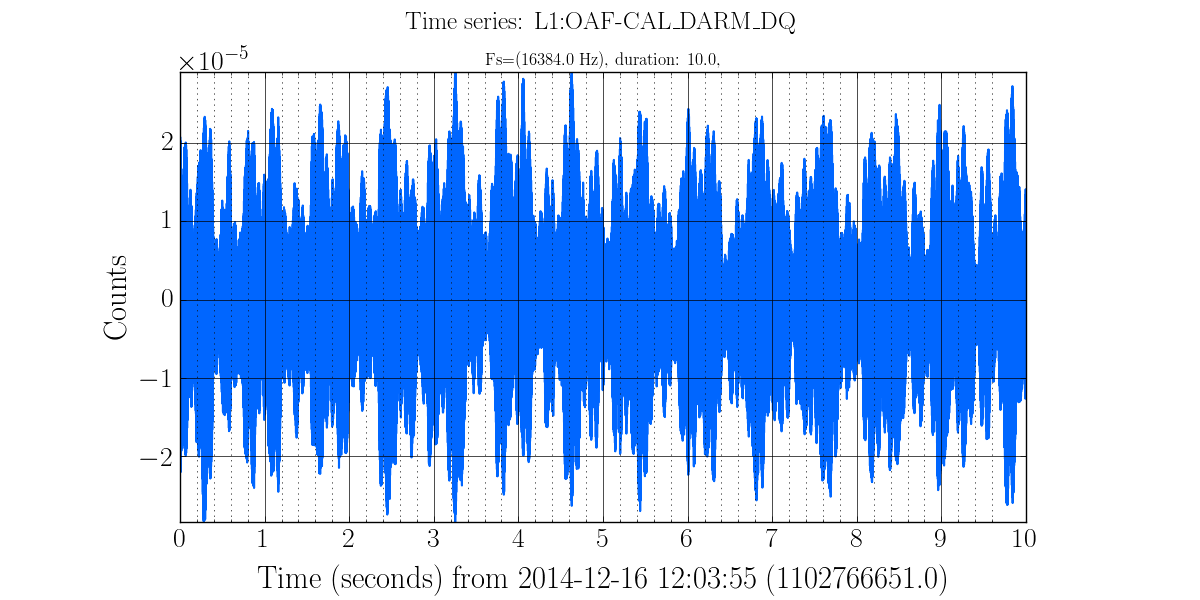 Time series: L1:OAF-CAL_DARM_DQ
Fs=(16384.0 Hz), duration: 10.0,
×10⁻⁵
2
1
0
−1
−2
Counts
0 1 2 3 4 5 6 7 8 9 10
Time (seconds) from 2014-12-16 12:03:55 (1102766651.0)